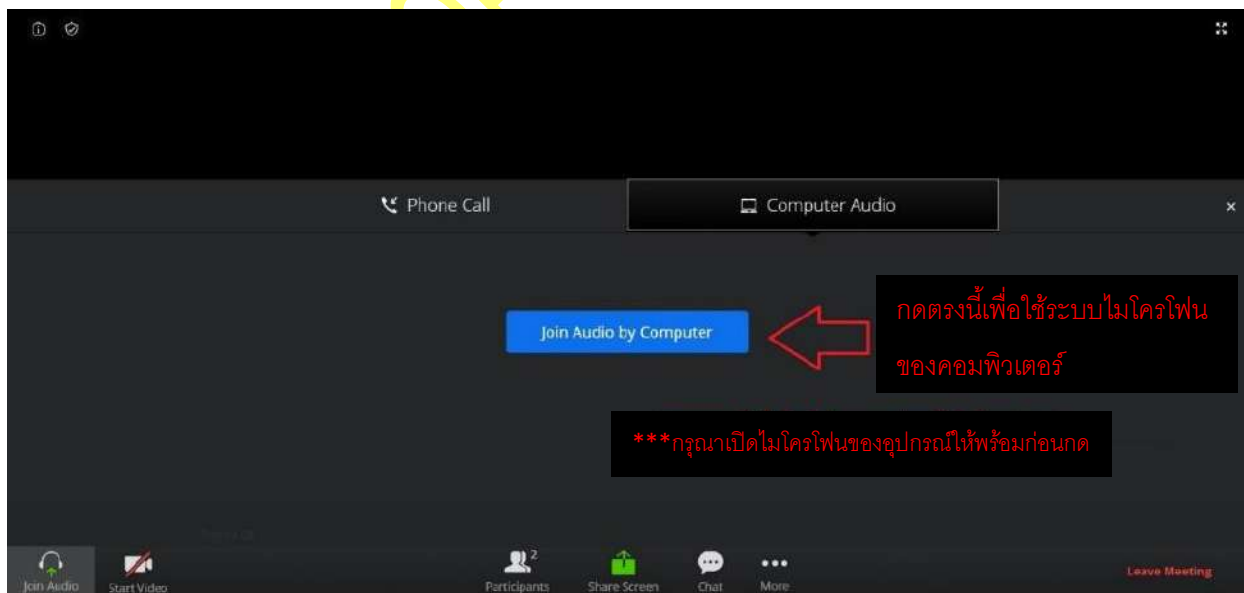 Phone Call
Computer Audio
กดตรงนี้เพื่อใช้ระบบไมโครโฟน
ของคอมพิวเตอร์
Join Audio by Computer
***กรุณาเปิดไมโครโฟนของอุปกรณ์ให้พร้อมก่อนกด
Join Audio
Start Video
Participants
2
Share Screen
Chat
More
Leave Meeting